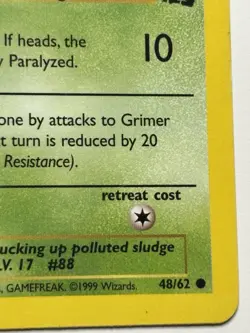 If heads, the
10
Paralyzed.
one by attacks to Grimer
turn is reduced by 20
Resistance).
retreat cost
ucking up polluted sludge
LV. 17 #88
GAMEFREAK. ©1999 Wizards. 48/62